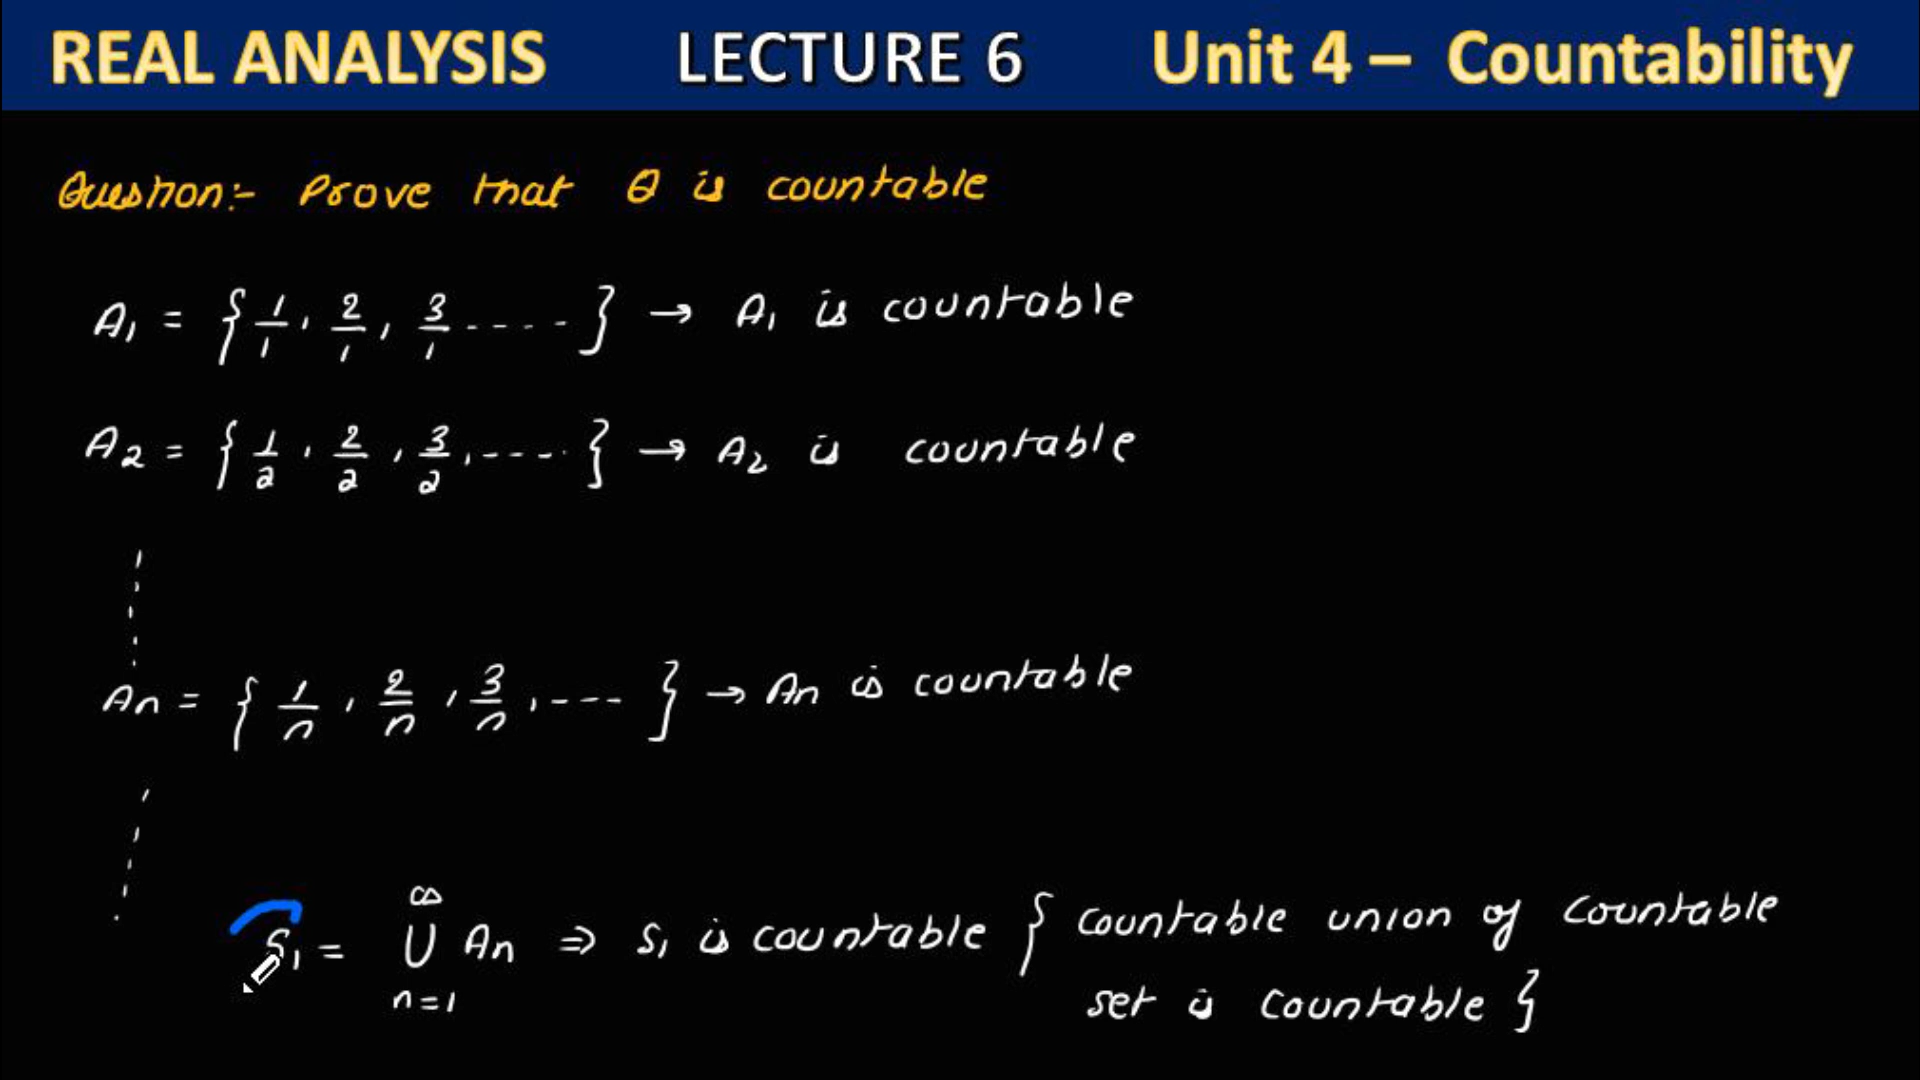 REAL ANALYSIS LECTURE 6 Unit 4 – Countability
Question:- Prove that Q is countable
A₁ = {1/1, 2/1, 3/1 ....} → A₁ is countable
A₂ = {1/2, 2/2, 3/2, ....} → A₂ is countable
An = {1/n, 2/n, 3/n, ....} → An is countable
S₁ = ∞ ∪ n=1 An ⇒ S₁ is countable { countable union of countable
set is countable }